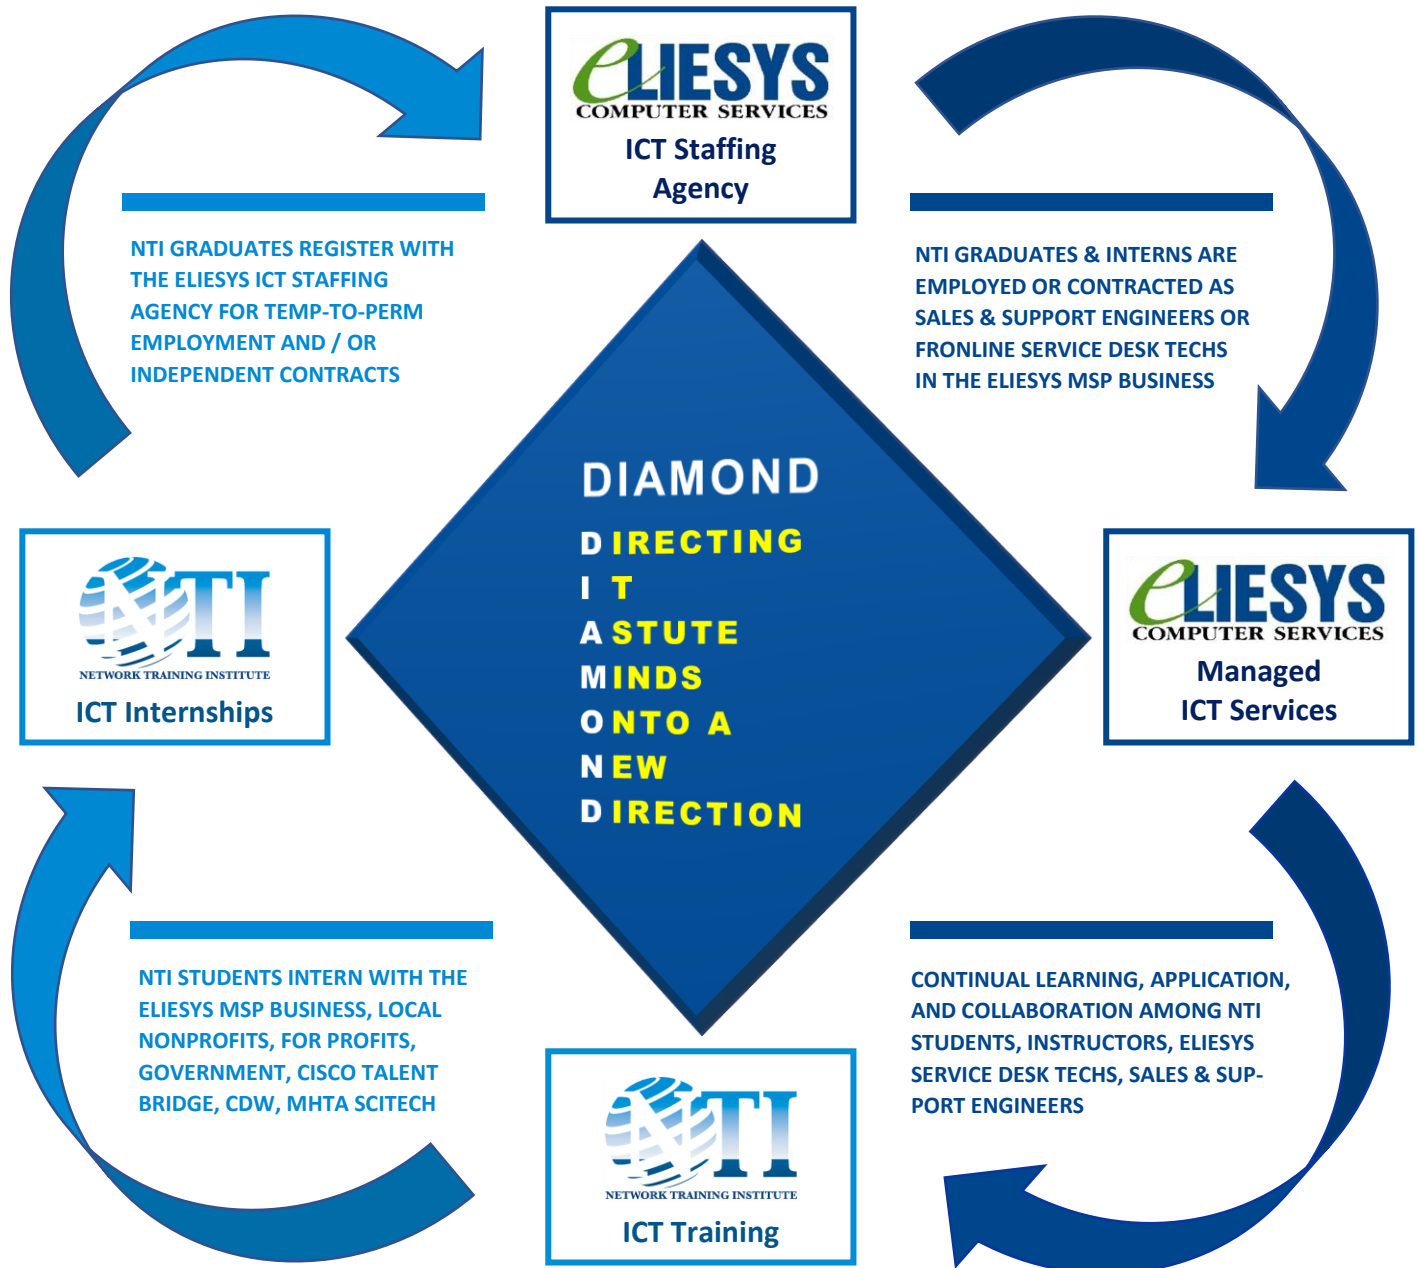 eLIESYS
COMPUTER SERVICES
ICT Staffing
Agency
NTI GRADUATES REGISTER WITH
THE ELIESYS ICT STAFFING
AGENCY FOR TEMP-TO-PERM
EMPLOYMENT AND / OR
INDEPENDENT CONTRACTS
NTI GRADUATES & INTERNS ARE
EMPLOYED OR CONTRACTED AS
SALES & SUPPORT ENGINEERS OR
FRONLINE SERVICE DESK TECHS
IN THE ELIESYS MSP BUSINESS
DIAMOND
DIRECTING
IT
ASTUTE
MINDS
ONTO A
NEW
DIRECTION
NTI
NETWORK TRAINING INSTITUTE
ICT Internships
eLIESYS
COMPUTER SERVICES
Managed
ICT Services
NTI STUDENTS INTERN WITH THE
ELIESYS MSP BUSINESS, LOCAL
NONPROFITS, FOR PROFITS,
GOVERNMENT, CISCO TALENT
BRIDGE, CDW, MHTA SCITECH
CONTINUAL LEARNING, APPLICATION,
AND COLLABORATION AMONG NTI
STUDENTS, INSTRUCTORS, ELIESYS
SERVICE DESK TECHS, SALES & SUP-
PORT ENGINEERS
NTI
NETWORK TRAINING INSTITUTE
ICT Training